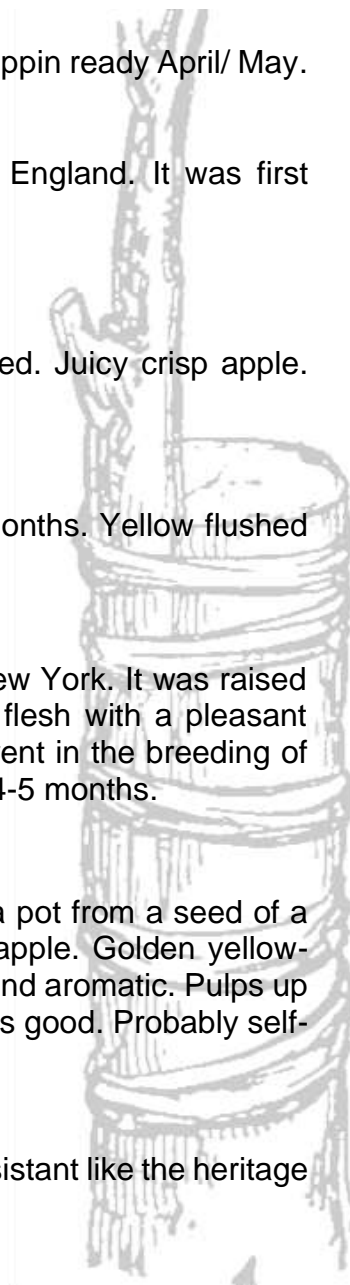 ppin ready April/ May.
England. It was first
ed. Juicy crisp apple.
onths. Yellow flushed
ew York. It was raised
flesh with a pleasant
ent in the breeding of
4-5 months.
a pot from a seed of a
apple. Golden yellow-
nd aromatic. Pulps up
s good. Probably self-
sistant like the heritage